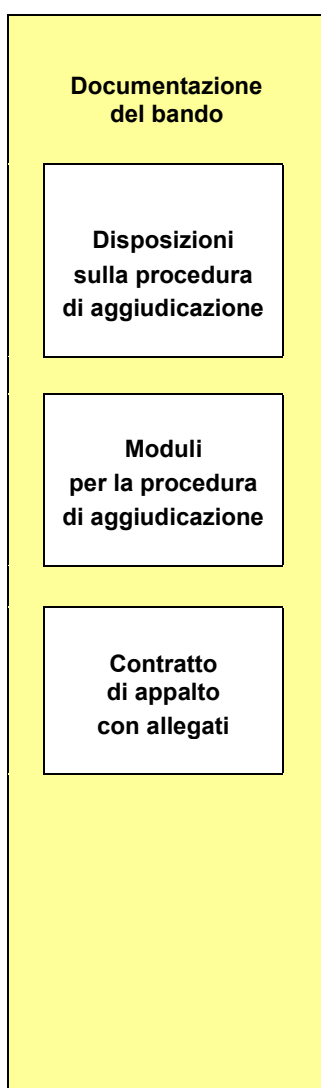 Documentazione
del bando
Disposizioni
sulla procedura
di aggiudicazione
Moduli
per la procedura
di aggiudicazione
Contratto
di appalto
con allegati